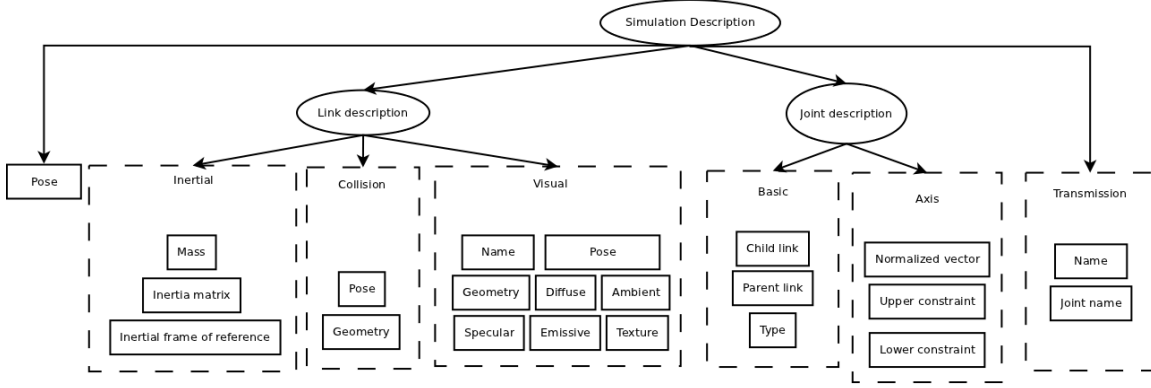 Simulation Description
Link description
Joint description
Pose
Inertial
Mass
Inertia matrix
Inertial frame of reference
Collision
Pose
Geometry
Visual
Name
Pose
Geometry
Diffuse
Ambient
Specular
Emissive
Texture
Basic
Child link
Parent link
Type
Axis
Normalized vector
Upper constraint
Lower constraint
Transmission
Name
Joint name